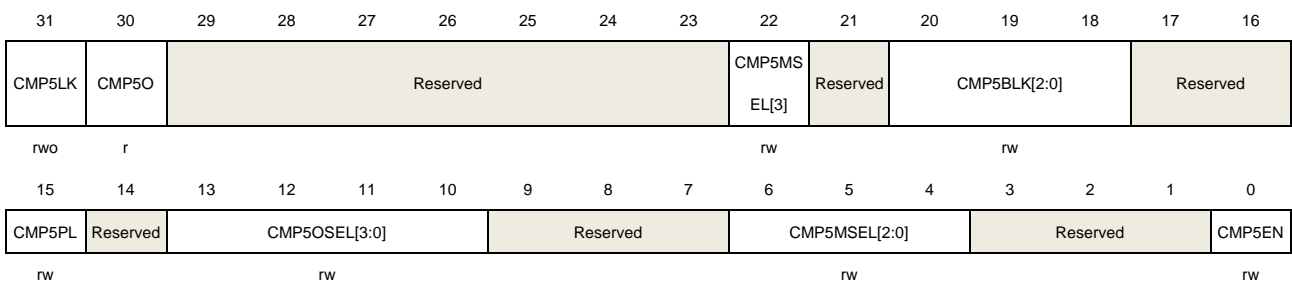 31 30 29 28 27 26 25 24 23 22 21 20 19 18 17 16
CMP5LK CMP5O Reserved CMP5MS Reserved CMP5BLK[2:0] Reserved
EL[3]
rwo r rw rw
15 14 13 12 11 10 9 8 7 6 5 4 3 2 1 0
CMP5PL Reserved CMP5OSEL[3:0] Reserved CMP5MSEL[2:0] Reserved CMP5EN
rw rw rw rw